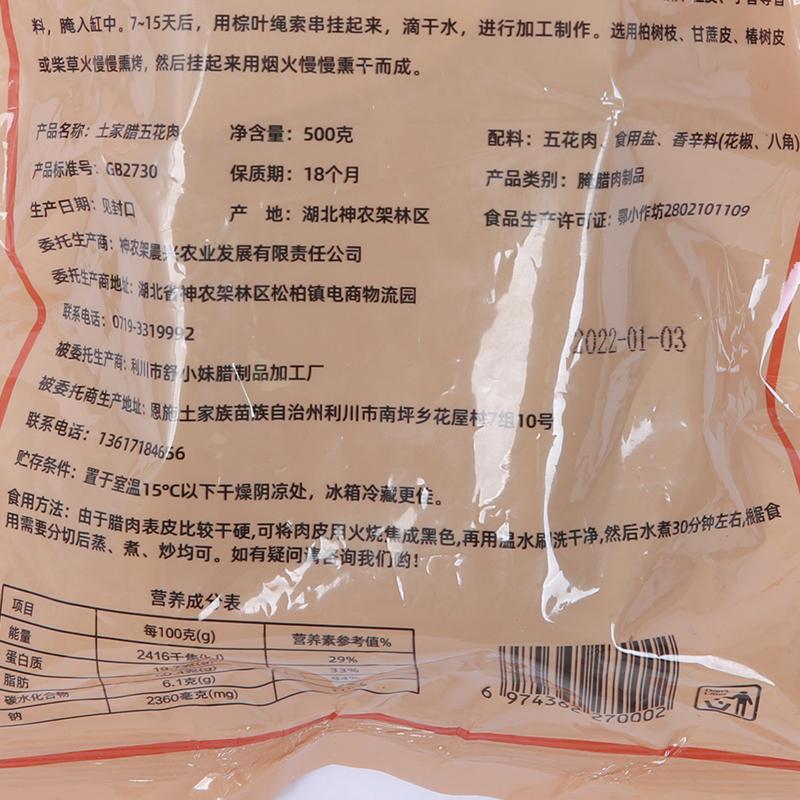 料，腌入缸中。7~15天后，用棕叶绳索串挂起来，滴干水，进行加工制作。选用柏树枝、甘蔗皮、椿树皮
或柴草火慢慢熏烤，然后挂起来用烟火慢慢熏干而成。
产品名称：土家腊五花肉 净含量：500克 配料：五花肉、食用盐、香辛料(花椒、八角)
产品标准号：GB2730 保质期：18个月 产品类别：腌腊肉制品
生产日期：见封口 产 地：湖北神农架林区 食品生产许可证：鄂小作坊2802101109
委托生产商：神农架晨兴农业发展有限责任公司
委托生产商地址：湖北省神农架林区松柏镇电商物流园
联系电话：0719-3319992
2022-01-03
被委托生产商：利川市舒小妹腊制品加工厂
被委托商生产地址：恩施土家族苗族自治州利川市南坪乡花屋村7组10号
联系电话：13617184656
贮存条件：置于室温15°C以下干燥阴凉处，冰箱冷藏更佳。
食用方法：由于腊肉表皮比较干硬,可将肉皮用火烧焦成黑色,再用温水刷洗干净,然后水煮30分钟左右,根据食
用需要分切后蒸、煮、炒均可。如有疑问请咨询我们哟！
营养成分表
项目 每100克(g) 营养素参考值%
能量 2416千焦(kJ) 29%
蛋白质 33%
脂肪 6.1克(g)
碳水化合物 2360毫克(mg)
钠
6 974362 270002